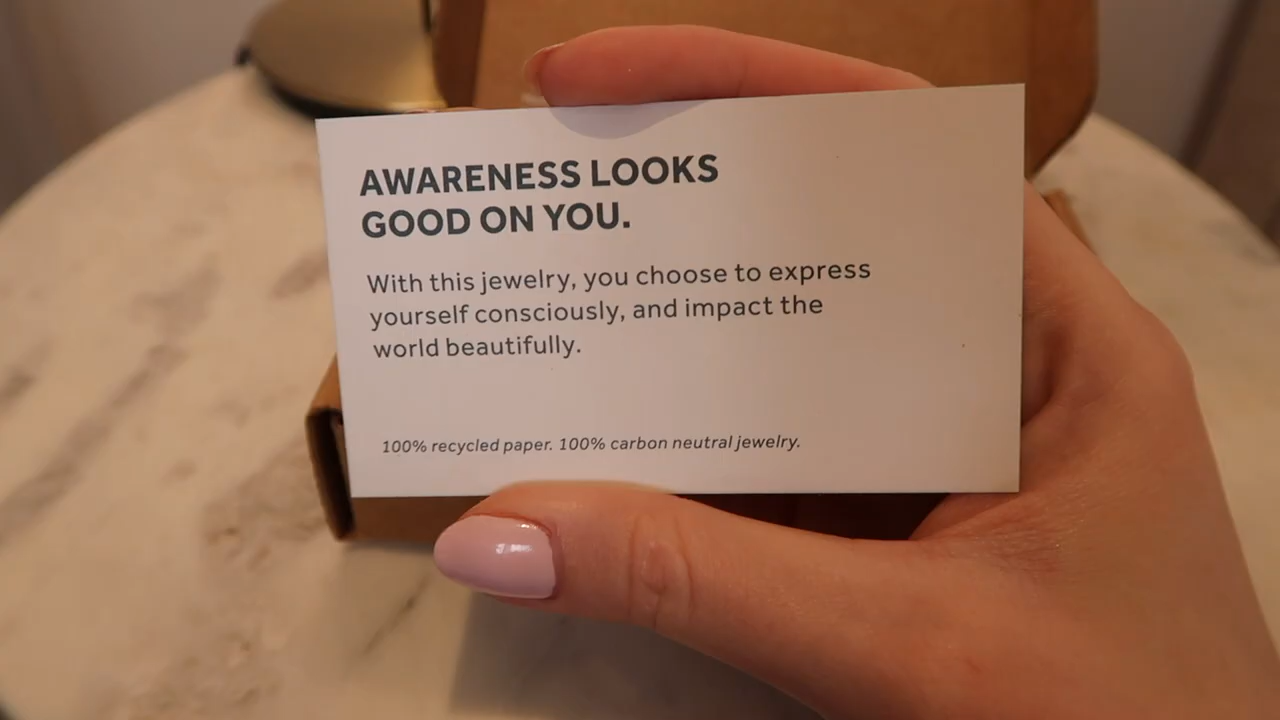 AWARENESS LOOKS
GOOD ON YOU.
With this jewelry, you choose to express
yourself consciously, and impact the
world beautifully.
100% recycled paper. 100% carbon neutral jewelry.